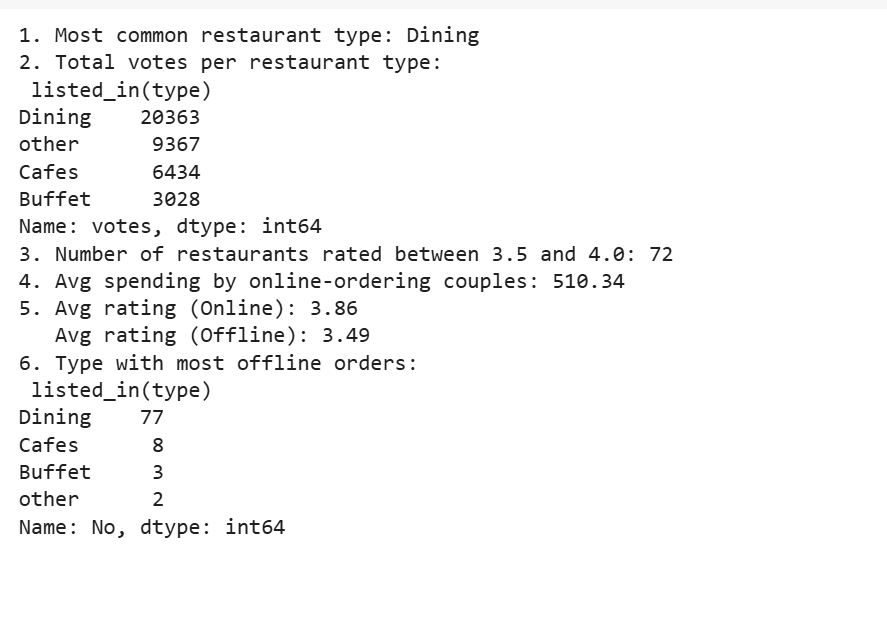 1. Most common restaurant type: Dining
2. Total votes per restaurant type:
 listed_in(type)
Dining    20363
other      9367
Cafes      6434
Buffet     3028
Name: votes, dtype: int64
3. Number of restaurants rated between 3.5 and 4.0: 72
4. Avg spending by online-ordering couples: 510.34
5. Avg rating (Online): 3.86
   Avg rating (Offline): 3.49
6. Type with most offline orders:
 listed_in(type)
Dining    77
Cafes      8
Buffet     3
other      2
Name: No, dtype: int64